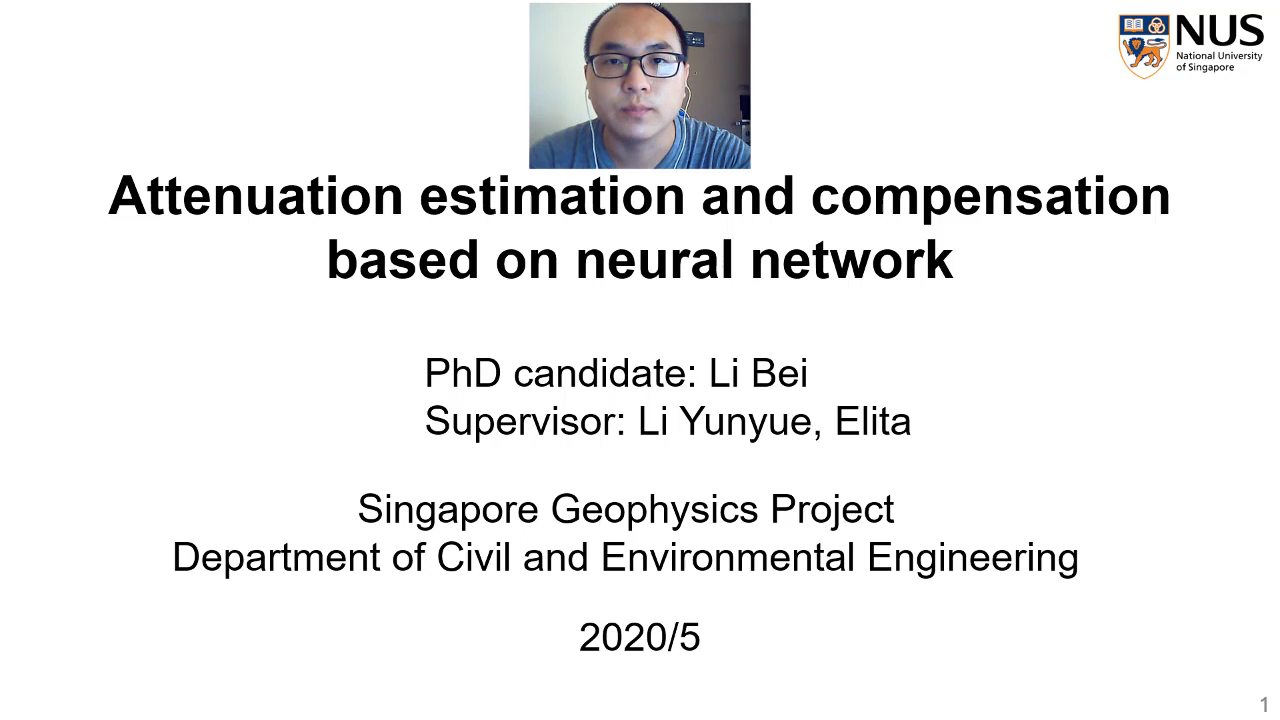 NUS
National University
of Singapore
Attenuation estimation and compensation
based on neural network
PhD candidate: Li Bei
Supervisor: Li Yunyue, Elita
Singapore Geophysics Project
Department of Civil and Environmental Engineering
2020/5
1